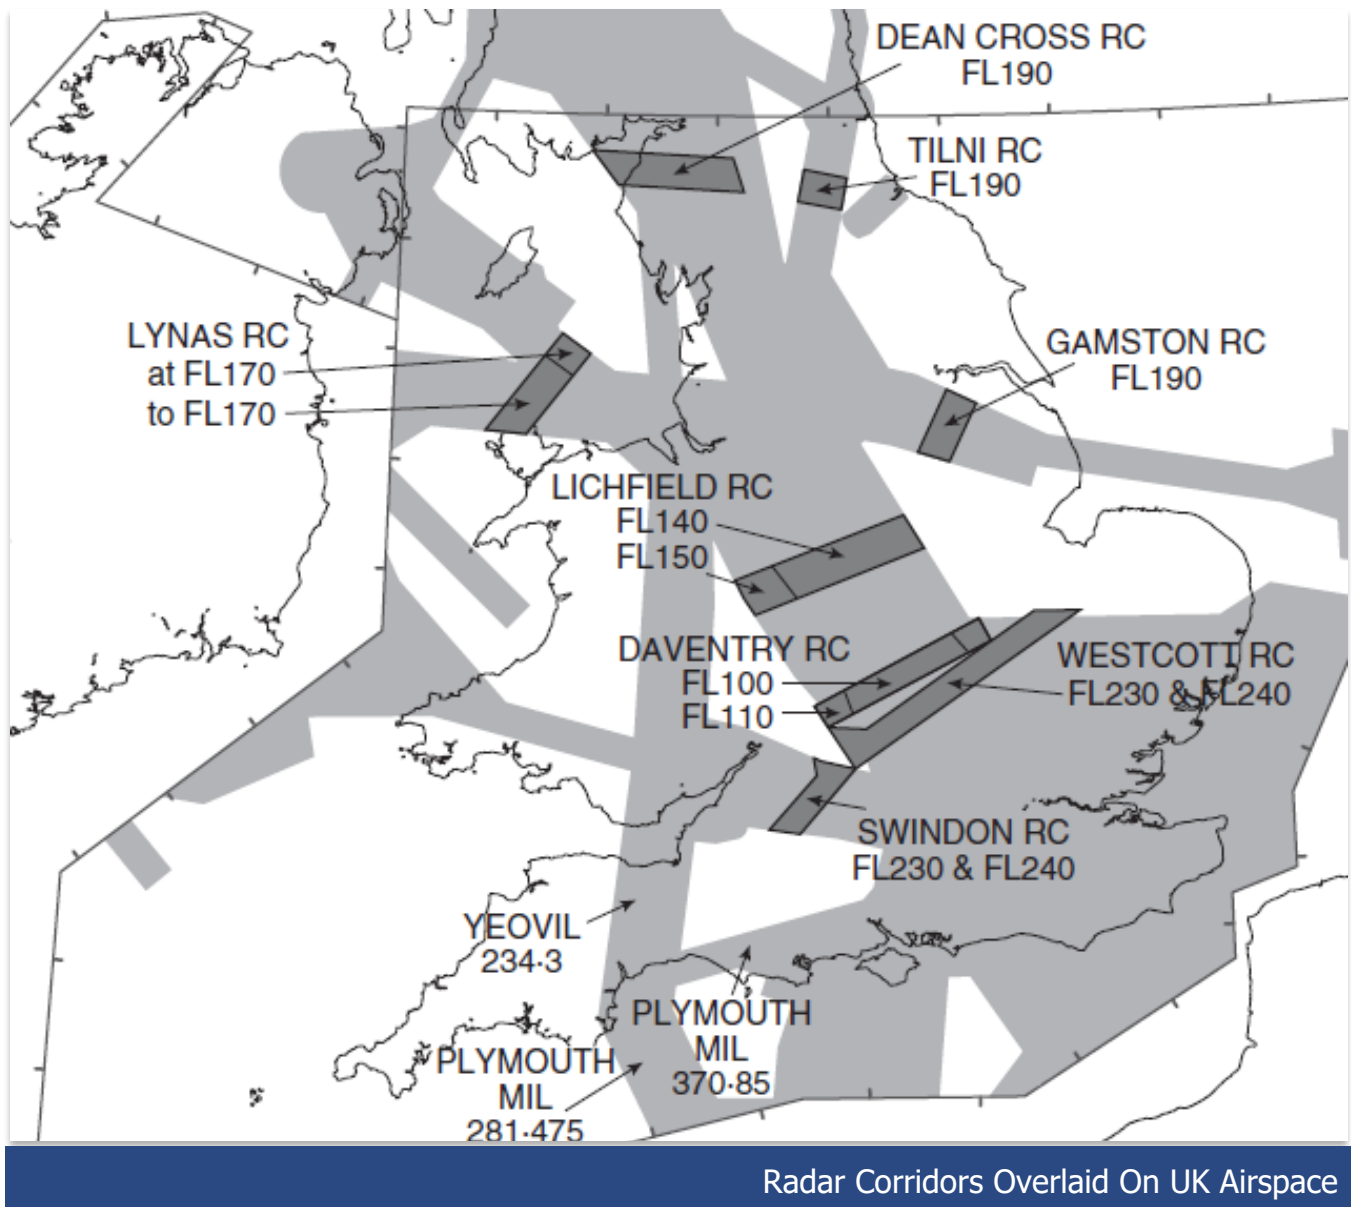 DEAN CROSS RC
FL190
TILNI RC
FL190
LYNAS RC
at FL170
to FL170
GAMSTON RC
FL190
LICHFIELD RC
FL140
FL150
DAVENTRY RC
FL100
FL110
WESTCOTT RC
FL230 & FL240
SWINDON RC
FL230 & FL240
YEOVIL
234·3
PLYMOUTH
MIL
370·85
PLYMOUTH
MIL
281·475
Radar Corridors Overlaid On UK Airspace